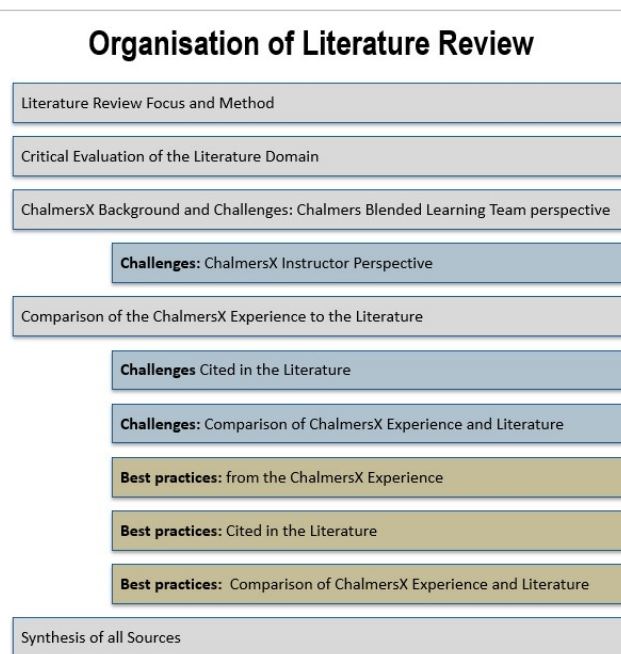 Organisation of Literature Review
Literature Review Focus and Method
Critical Evaluation of the Literature Domain
ChalmersX Background and Challenges: Chalmers Blended Learning Team perspective
Challenges: ChalmersX Instructor Perspective
Comparison of the ChalmersX Experience to the Literature
Challenges Cited in the Literature
Challenges: Comparison of ChalmersX Experience and Literature
Best practices: from the ChalmersX Experience
Best practices: Cited in the Literature
Best practices: Comparison of ChalmersX Experience and Literature
Synthesis of all Sources